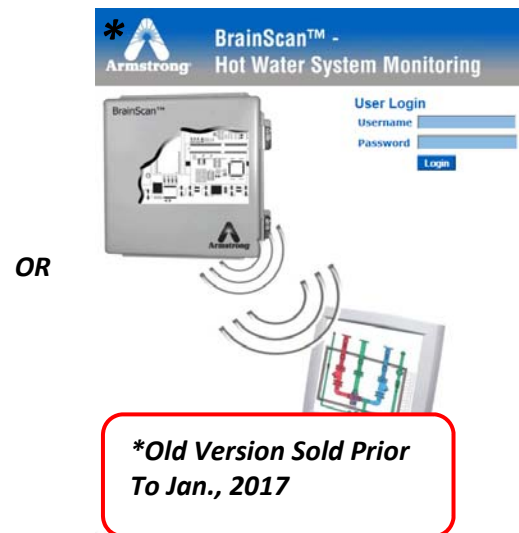 *
Armstrong
BrainScan™ -
Hot Water System Monitoring
BrainScan™
User Login
Username
Password
Login
Armstrong
OR
*Old Version Sold Prior
To Jan., 2017